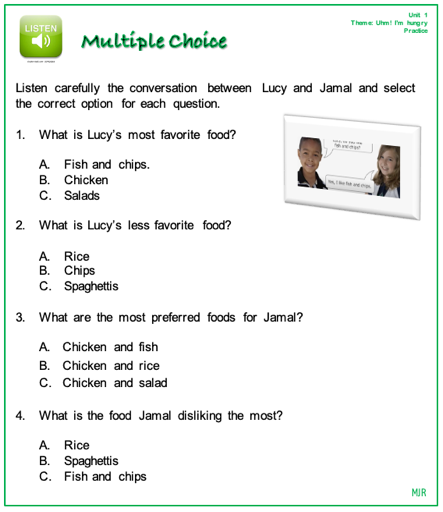 Unit 1
Theme: Uhm! I'm hungry
Practice
LISTEN
Multiple Choice
Listen carefully the conversation between Lucy and Jamal and select
the correct option for each question.
1. What is Lucy's most favorite food?
A. Fish and chips.
B. Chicken
C. Salads
fish and chips?
Yes, I like fish and chips.
2. What is Lucy's less favorite food?
A. Rice
B. Chips
C. Spaghettis
3. What are the most preferred foods for Jamal?
A. Chicken and fish
B. Chicken and rice
C. Chicken and salad
4. What is the food Jamal disliking the most?
A. Rice
B. Spaghettis
C. Fish and chips
MJR